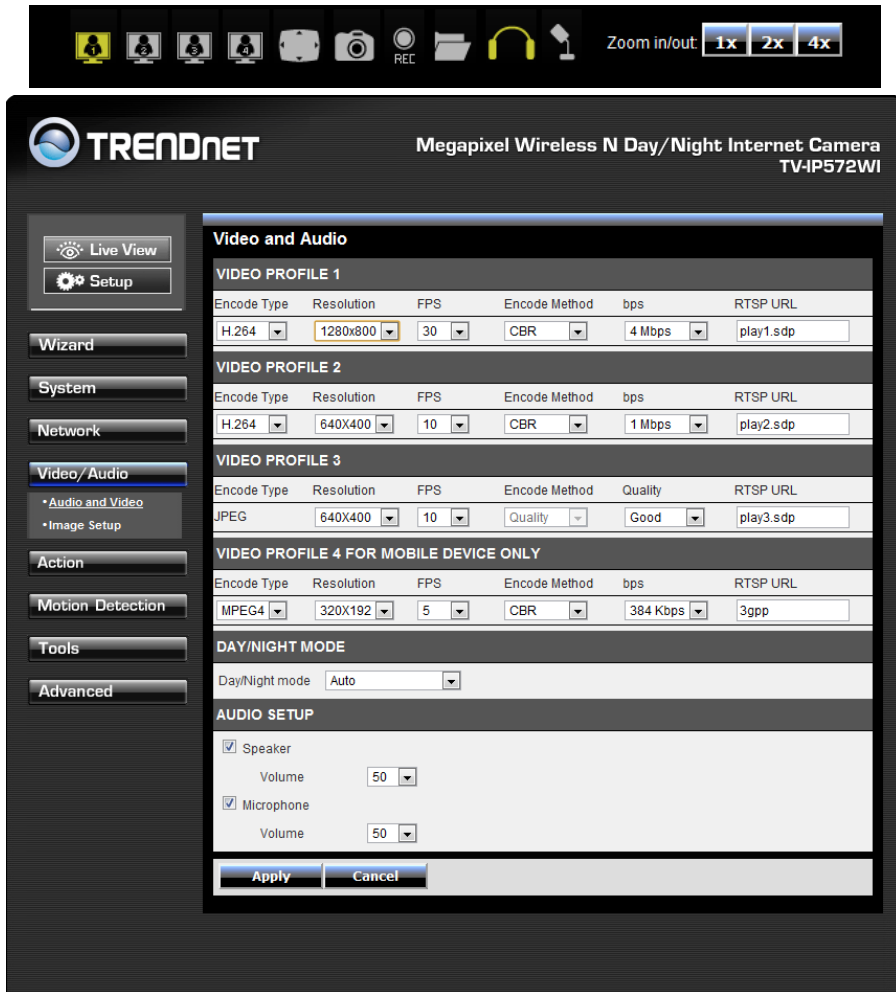 1 2 3 4 REC Zoom in/out: 1x 2x 4x
TRENDNET
Megapixel Wireless N Day/Night Internet Camera
TV-IP572WI
Live View
Setup
Wizard
System
Network
Video/Audio
•Audio and Video
•Image Setup
Action
Motion Detection
Tools
Advanced
Video and Audio
VIDEO PROFILE 1
Encode Type Resolution FPS Encode Method bps RTSP URL
H.264 1280x800 30 CBR 4 Mbps play1.sdp
VIDEO PROFILE 2
Encode Type Resolution FPS Encode Method bps RTSP URL
H.264 640X400 10 CBR 1 Mbps play2.sdp
VIDEO PROFILE 3
Encode Type Resolution FPS Encode Method Quality RTSP URL
JPEG 640X400 10 Quality Good play3.sdp
VIDEO PROFILE 4 FOR MOBILE DEVICE ONLY
Encode Type Resolution FPS Encode Method bps RTSP URL
MPEG4 320X192 5 CBR 384 Kbps 3gpp
DAY/NIGHT MODE
Day/Night mode Auto
AUDIO SETUP
Speaker
Volume 50
Microphone
Volume 50
Apply Cancel